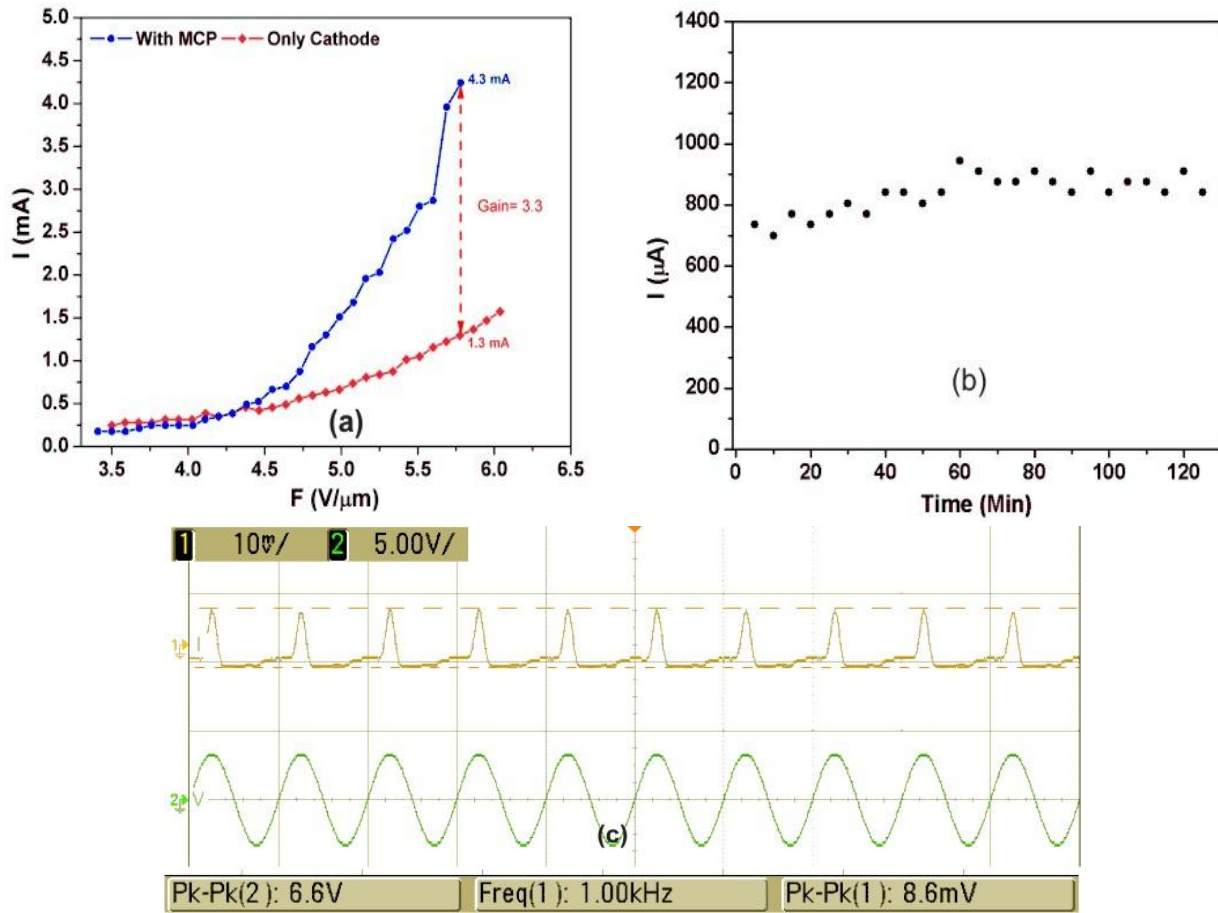 With MCP Only Cathode
5.0
4.5
4.0
3.5
3.0
2.5
2.0
1.5
1.0
0.5
0.0
I (mA)
4.3 mA
Gain= 3.3
1.3 mA
(a)
3.5 4.0 4.5 5.0 5.5 6.0 6.5
F (V/μm)
1400
1200
1000
800
600
400
200
0
I (μA)
(b)
0 20 40 60 80 100 120
Time (Min)
1 10mV/ 2 5.00V/
1 I
2 V
(c)
Pk-Pk(2): 6.6V Freq(1): 1.00kHz Pk-Pk(1): 8.6mV